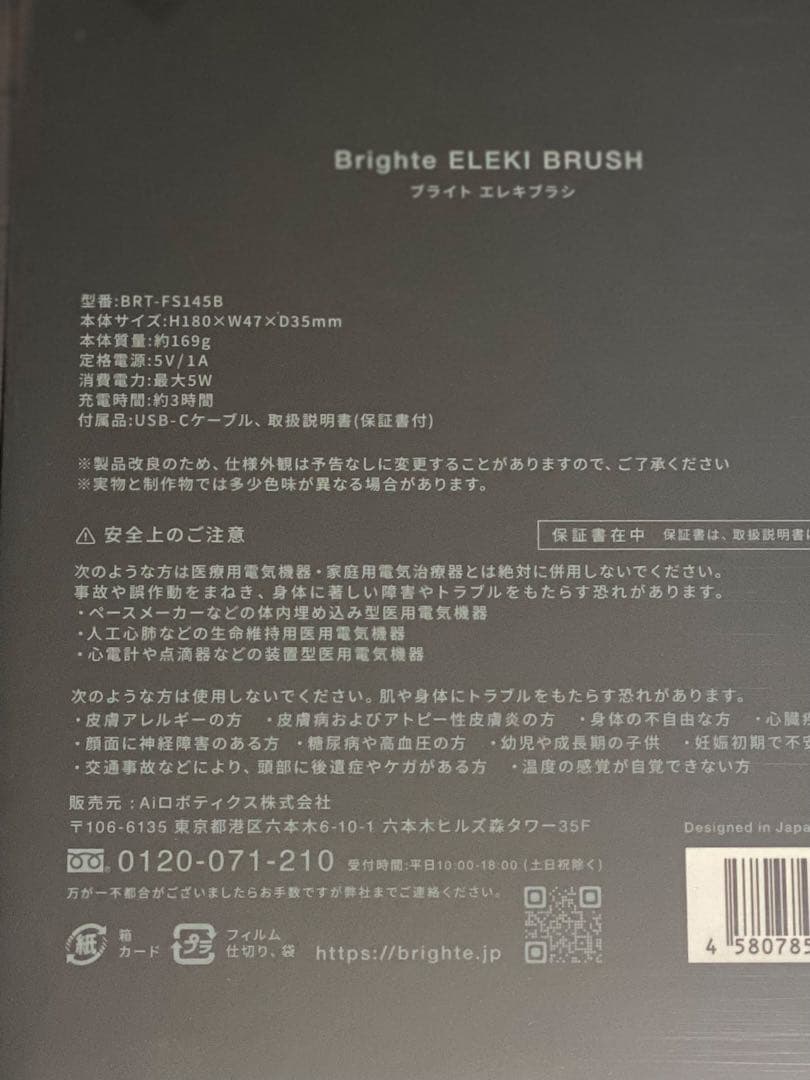 Brighte ELEKI BRUSH
ブライト エレキブラシ
型番:BRT-FS145B
本体サイズ:H180×W47×D35mm
本体質量:約169g
定格電源:5V/1A
消費電力:最大5W
充電時間:約3時間
付属品:USB-Cケーブル、取扱説明書(保証書付)
※製品改良のため、仕様外観は予告なしに変更することがありますので、ご了承ください
※実物と制作物では多少色味が異なる場合があります。
⚠ 安全上のご注意
保証書在中 保証書は、取扱説明書に
次のような方は医療用電気機器・家庭用電気治療器とは絶対に併用しないでください。
事故や誤作動をまねき、身体に著しい障害やトラブルをもたらす恐れがあります。
・ペースメーカーなどの体内埋め込み型医用電気機器
・人工心肺などの生命維持用医用電気機器
・心電計や点滴器などの装置型医用電気機器
次のような方は使用しないでください。肌や身体にトラブルをもたらす恐れがあります。
・皮膚アレルギーの方 ・皮膚病およびアトピー性皮膚炎の方 ・身体の不自由な方 ・心臓疾
・顔面に神経障害のある方 ・糖尿病や高血圧の方 ・幼児や成長期の子供 ・妊娠初期で不安
・交通事故などにより、頭部に後遺症やケガがある方 ・温度の感覚が自覚できない方
販売元:Aiロボティクス株式会社
〒106-6135 東京都港区六本木6-10-1 六本木ヒルズ森タワー35F
Designed in Japa
0120-071-210 受付時間:平日10:00-18:00 (土日祝除く)
万が一不都合がございましたらお手数ですが弊社までご連絡ください。
紙 箱 カード プラ フィルム 仕切り、袋
https://brighte.jp
4 580785